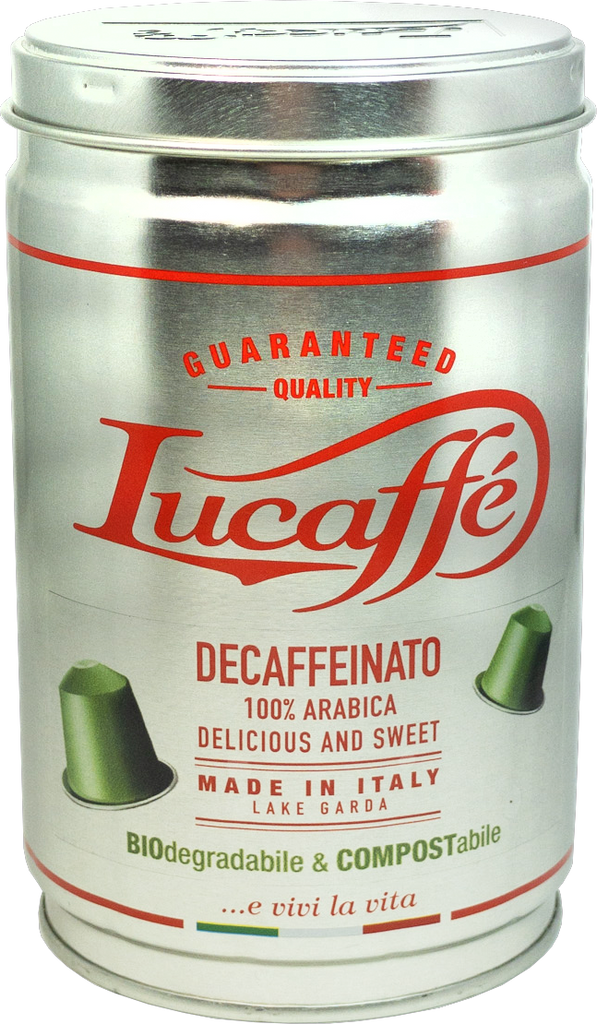 GUARANTEED
QUALITY
Lucaffé
DECAFFEINATO
100% ARABICA
DELICIOUS AND SWEET
MADE IN ITALY
LAKE GARDA
BIOdegradabile & COMPOSTabile
...e vivi la vita